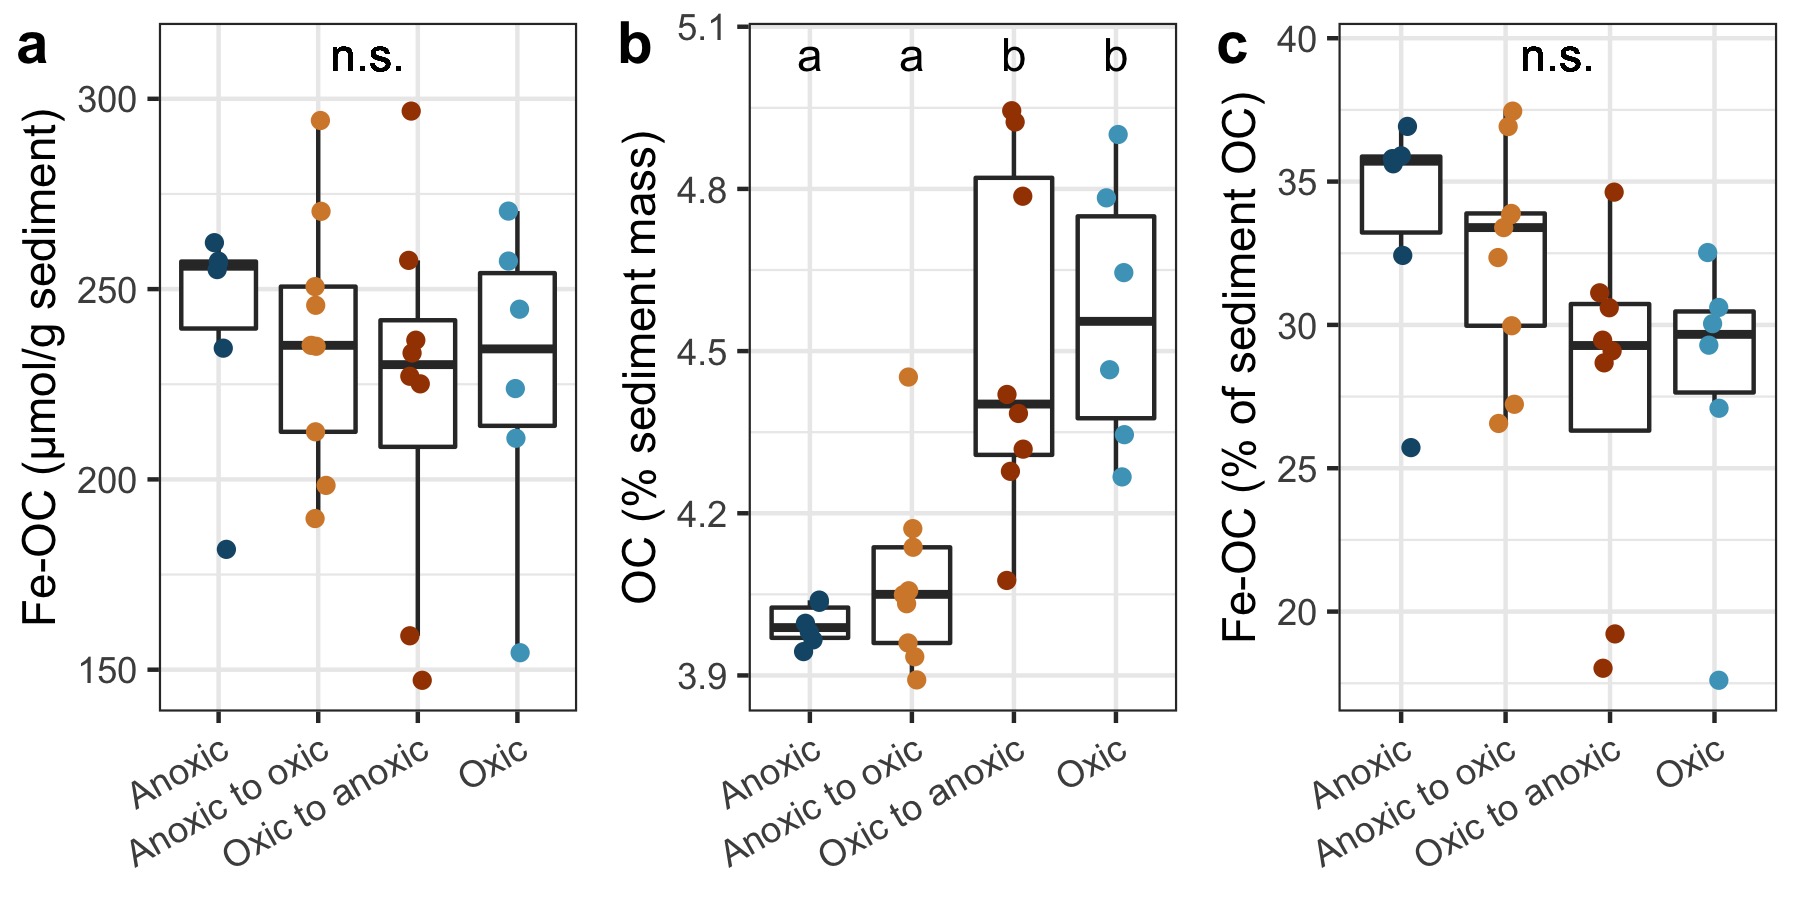 a
n.s.
Fe-OC (µmol/g sediment)
300
250
200
150
Anoxic
Anoxic to oxic
Oxic to anoxic
Oxic
b
a a b b
OC (% sediment mass)
5.1
4.8
4.5
4.2
3.9
Anoxic
Anoxic to oxic
Oxic to anoxic
Oxic
c
n.s.
Fe-OC (% of sediment OC)
40
35
30
25
20
Anoxic
Anoxic to oxic
Oxic to anoxic
Oxic